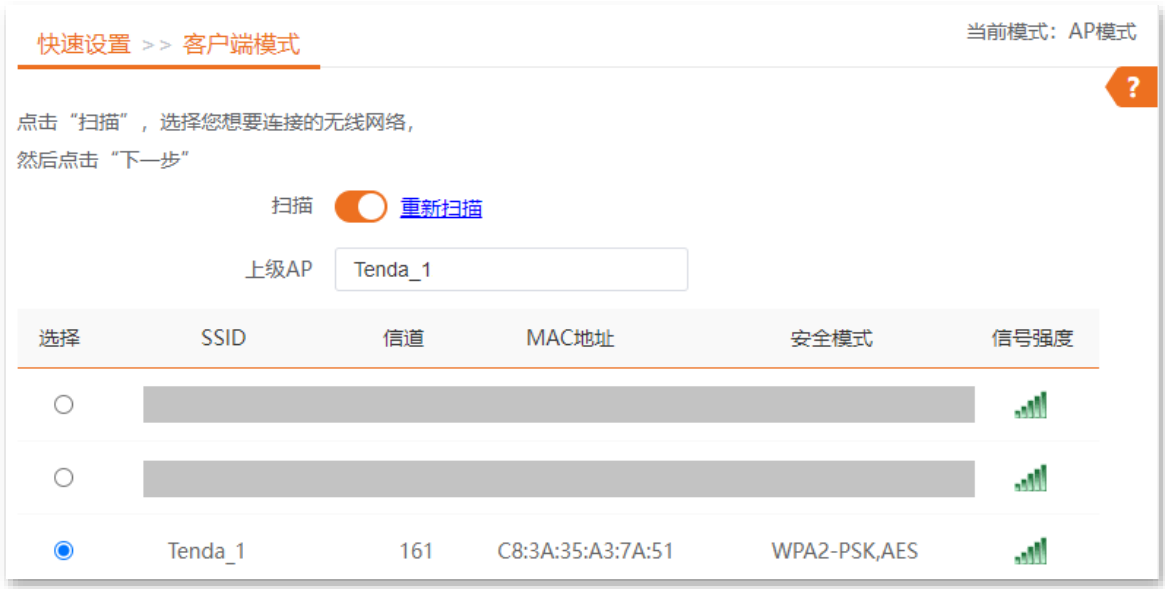 快速设置 >> 客户端模式
当前模式：AP模式
?
点击“扫描”，选择您想要连接的无线网络，
然后点击“下一步”
扫描 重新扫描
上级AP Tenda_1
选择 SSID 信道 MAC地址 安全模式 信号强度
Tenda_1 161 C8:3A:35:A3:7A:51 WPA2-PSK,AES